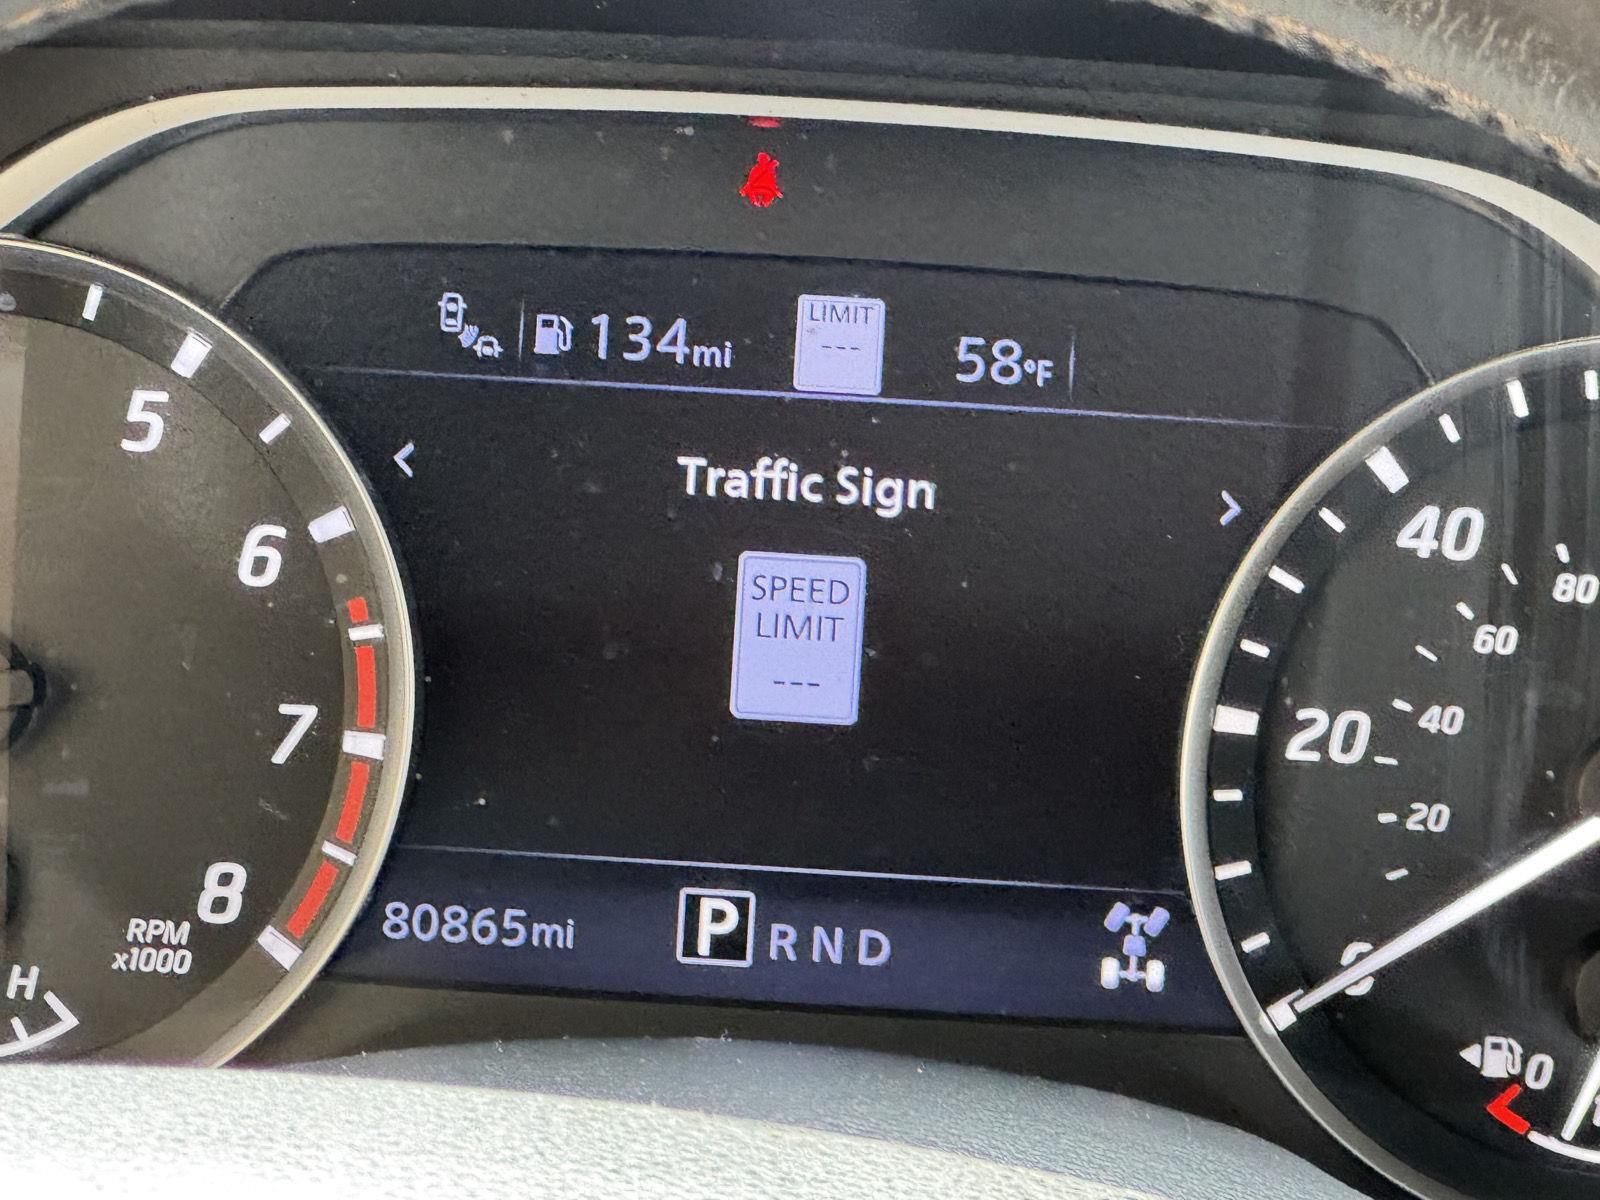 134mi
LIMIT
---
58°F
< Traffic Sign >
SPEED
LIMIT
---
80865mi
P R N D
5
6
7
8
RPM
x1000
H
40
20
0
80
60
40
20
0